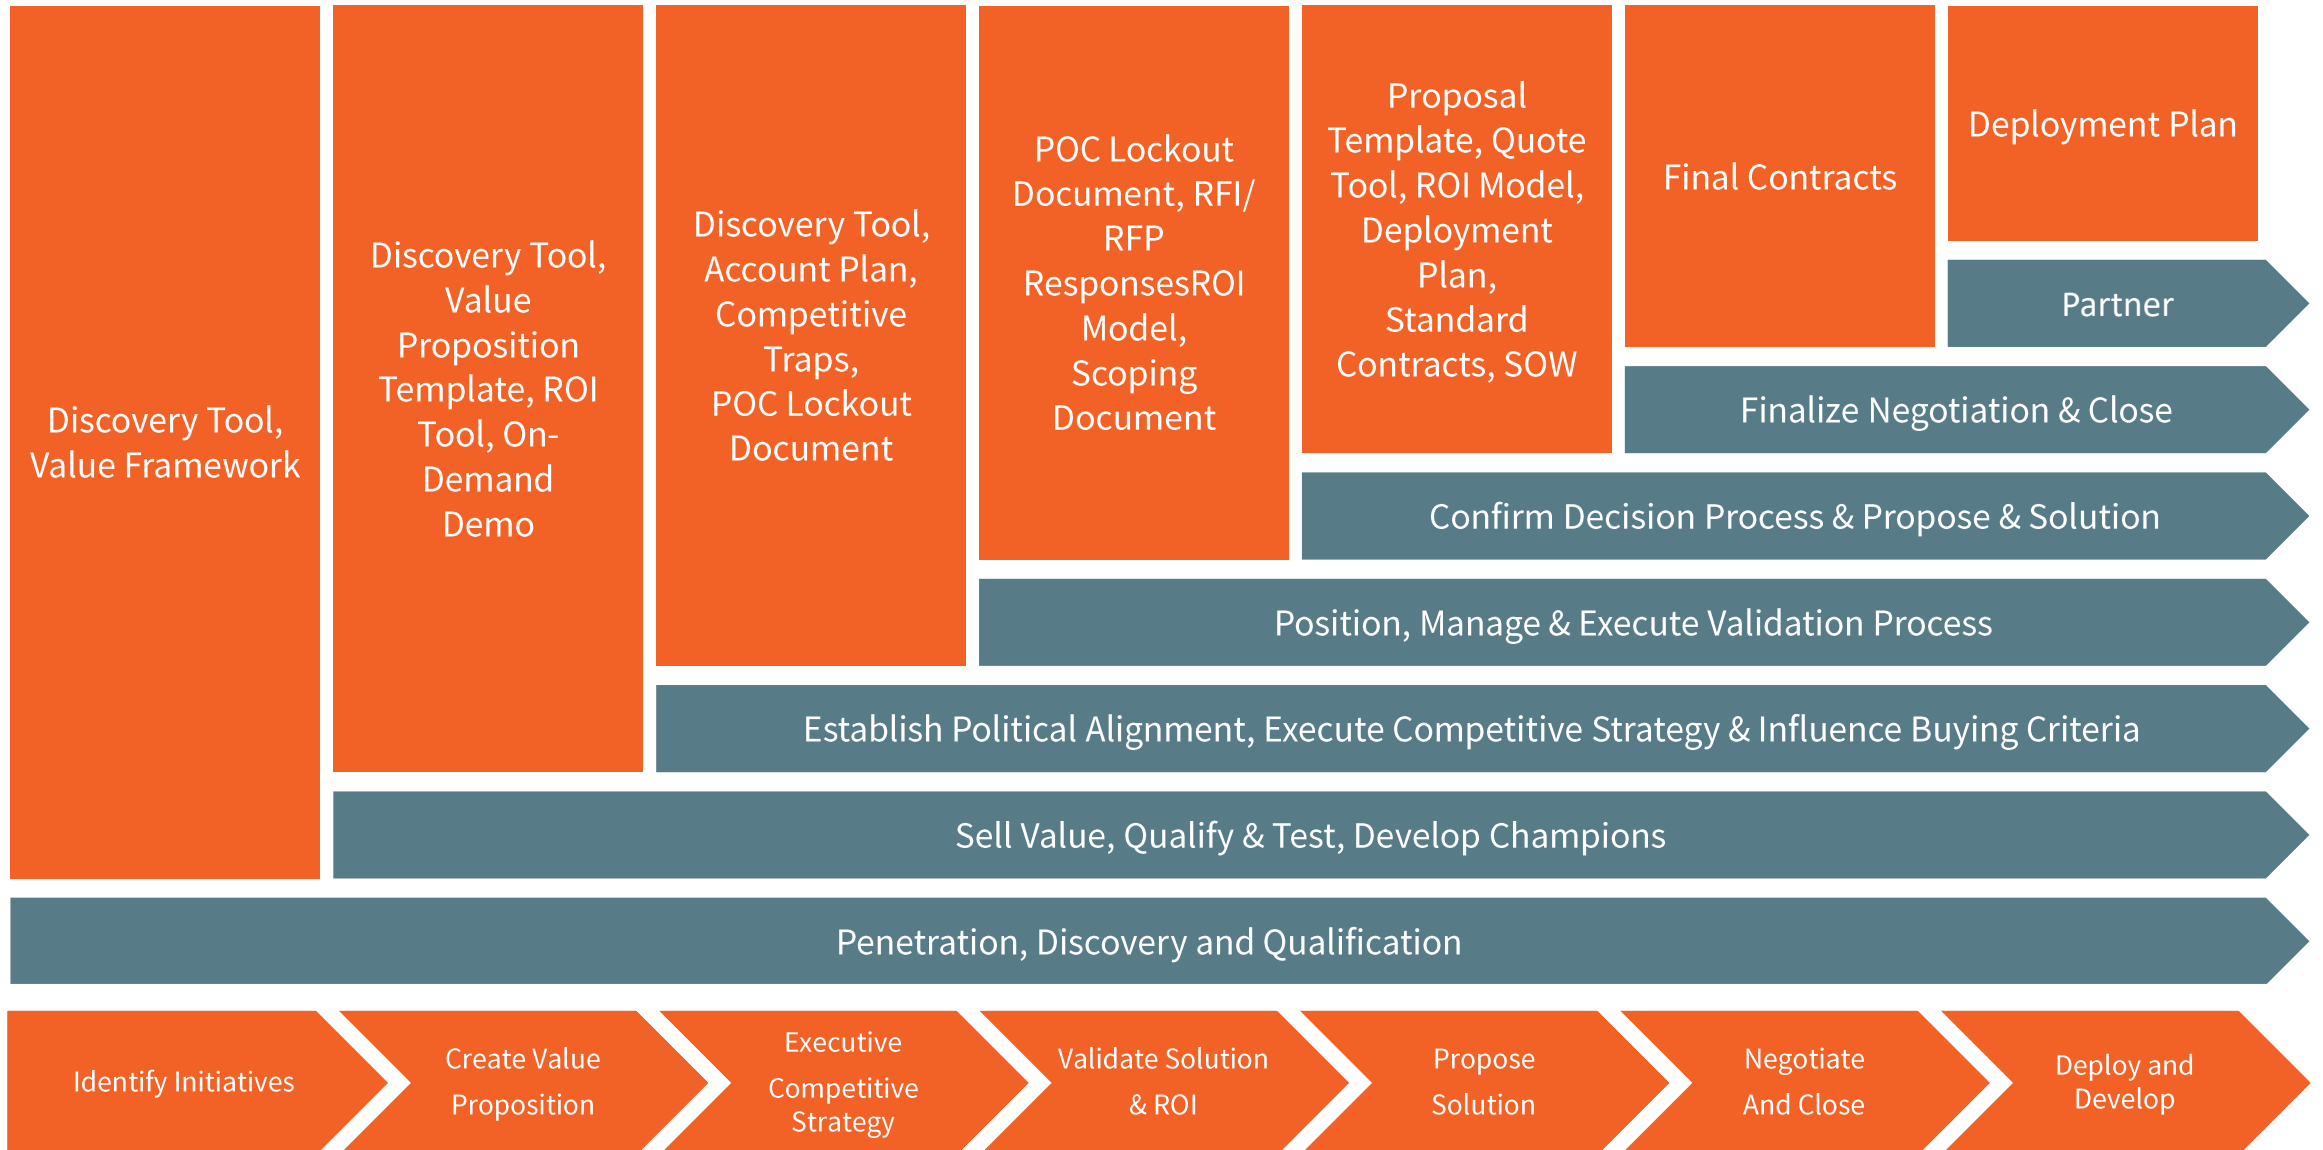 Discovery Tool,
Value Framework
Discovery Tool,
Value
Proposition
Template, ROI
Tool, On-
Demand
Demo
Discovery Tool,
Account Plan,
Competitive
Traps,
POC Lockout
Document
POC Lockout
Document, RFI/
RFP
ResponsesROI
Model,
Scoping
Document
Proposal
Template, Quote
Tool, ROI Model,
Deployment
Plan,
Standard
Contracts, SOW
Final Contracts
Deployment Plan
Partner
Finalize Negotiation & Close
Confirm Decision Process & Propose & Solution
Position, Manage & Execute Validation Process
Establish Political Alignment, Execute Competitive Strategy & Influence Buying Criteria
Sell Value, Qualify & Test, Develop Champions
Penetration, Discovery and Qualification
Identify Initiatives
Create Value
Proposition
Executive
Competitive
Strategy
Validate Solution
& ROI
Propose
Solution
Negotiate
And Close
Deploy and
Develop